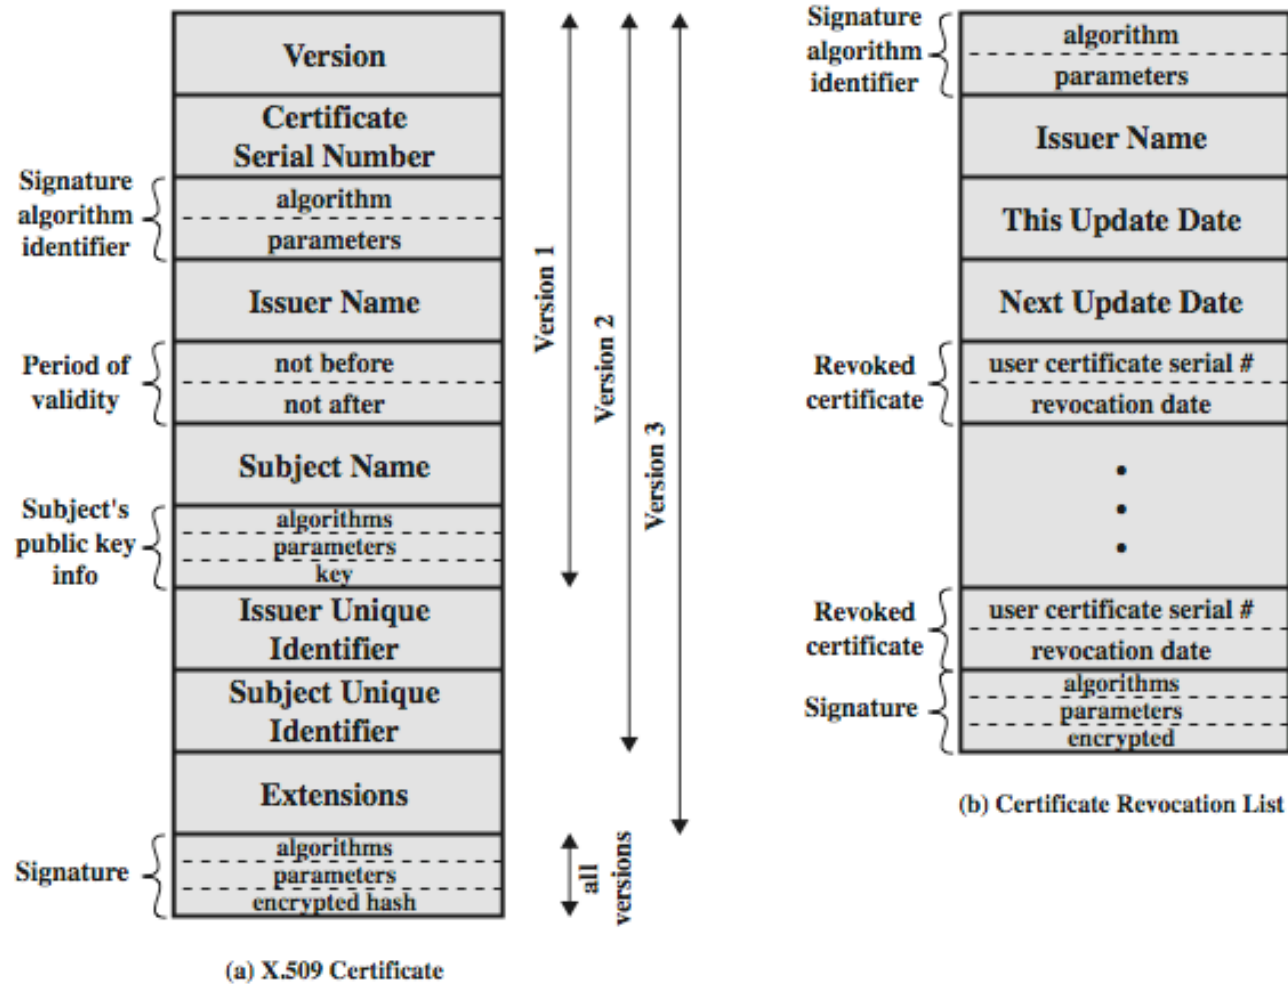 Version
Certificate
Serial Number
Signature
algorithm
identifier
algorithm
parameters
Issuer Name
Period of
validity
not before
not after
Subject Name
Subject's
public key
info
algorithms
parameters
key
Issuer Unique
Identifier
Subject Unique
Identifier
Extensions
Signature
algorithms
parameters
encrypted hash
Version 1
Version 2
Version 3
all
versions
(a) X.509 Certificate
Signature
algorithm
identifier
algorithm
parameters
Issuer Name
This Update Date
Next Update Date
Revoked
certificate
user certificate serial #
revocation date
Revoked
certificate
user certificate serial #
revocation date
Signature
algorithms
parameters
encrypted
(b) Certificate Revocation List